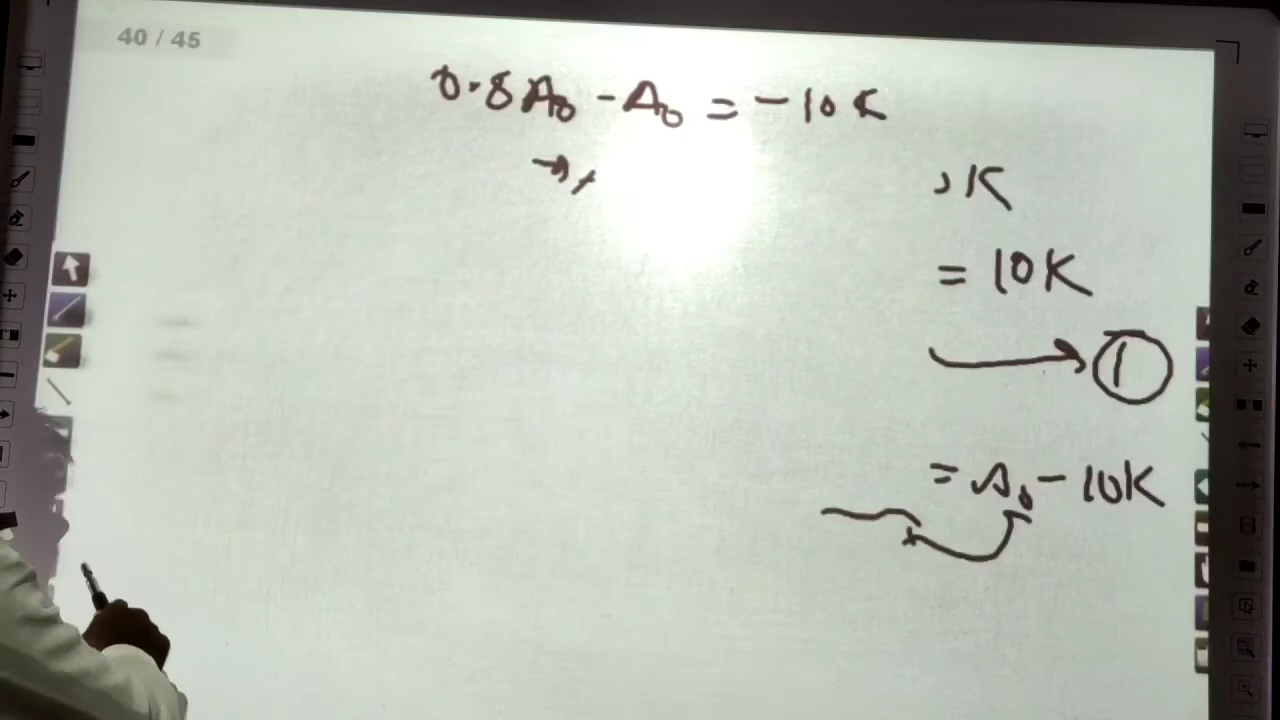 40 / 45
0.8A₀ - A₀ = -10K
→
, K
= 10K
→ ①
= A₀ - 10K